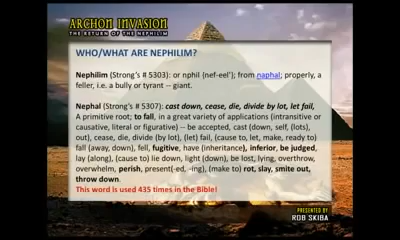 ARCHON INVASION
THE RETURN OF THE NEPHILIM
WHO/WHAT ARE NEPHILIM?
Nephilim (Strong's # 5303): or nphil {nef-eel'}; from naphal; properly, a
feller, i.e. a bully or tyrant -- giant.
Nephal (Strong's # 5307): cast down, cease, die, divide by lot, let fail,
A primitive root; to fall, in a great variety of applications (intransitive or
causative, literal or figurative) -- be accepted, cast (down, self, (lots),
out), cease, die, divide (by lot), (let) fail, (cause to, let, make, ready to)
fall (away, down), fell, fugitive, have (inheritance), inferior, be judged,
lay (along), (cause to) lie down, light (down), be lost, lying, overthrow,
overwhelm, perish, present(-ed, -ing), (make to) rot, slay, smite out,
throw down.
This word is used 435 times in the Bible!
PRESENTED BY
ROB SKIBA